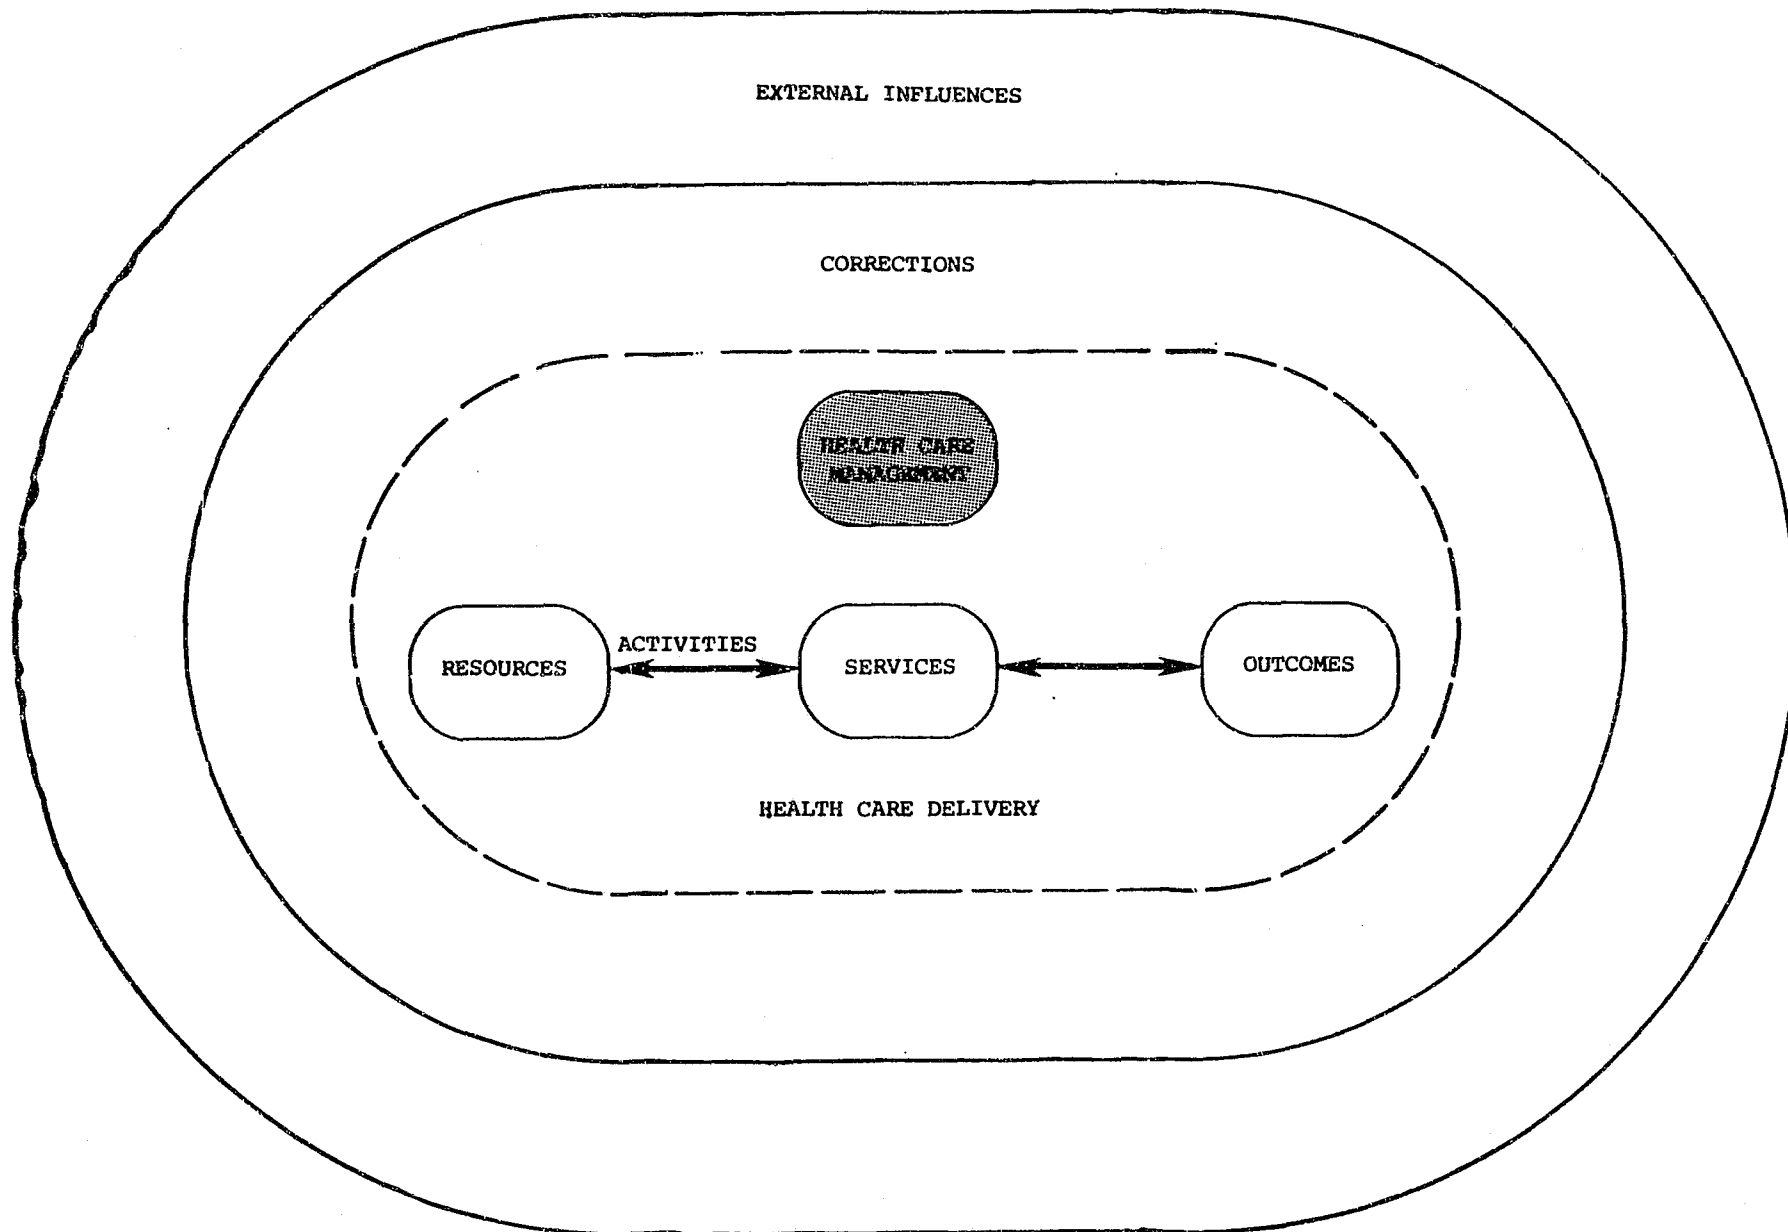 EXTERNAL INFLUENCES
CORRECTIONS
HEALTH CARE
MANAGEMENT
ACTIVITIES
RESOURCES
SERVICES
OUTCOMES
HEALTH CARE DELIVERY